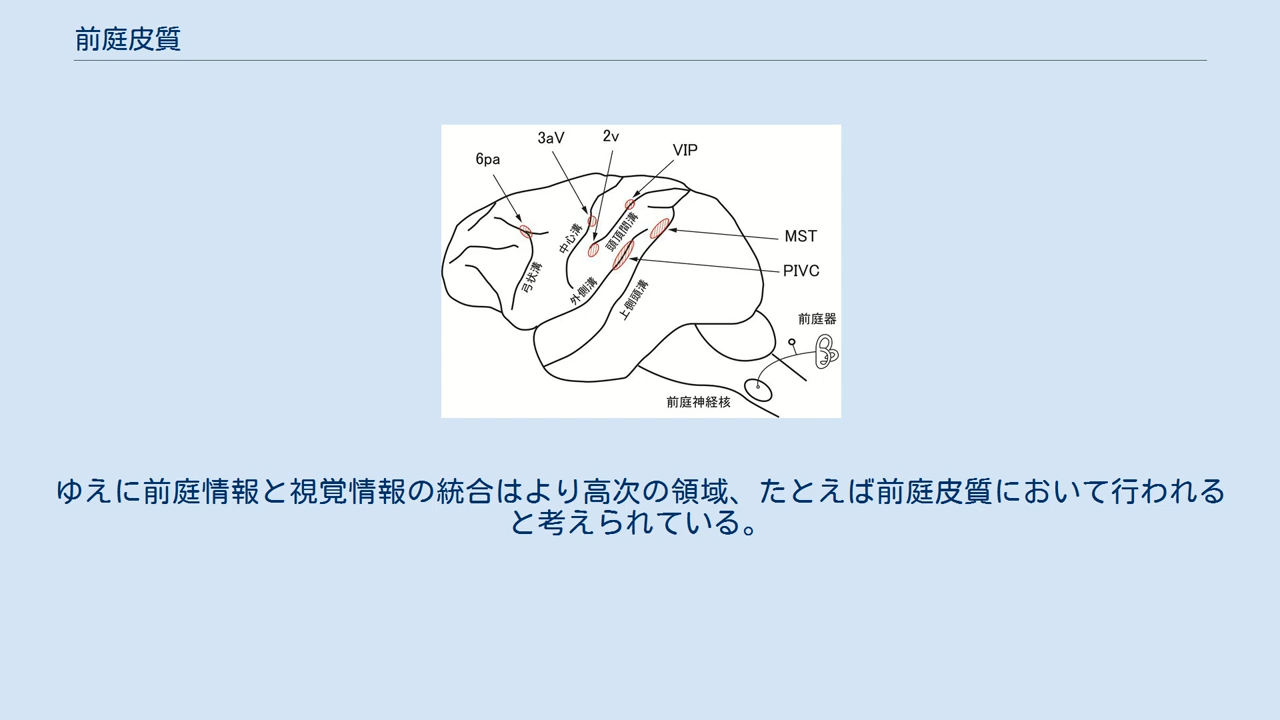 前庭皮質
3aV
2v
VIP
6pa
中心溝
頭頂間溝
MST
弓状溝
外側溝
PIVC
上側頭溝
前庭器
前庭神経核
ゆえに前庭情報と視覚情報の統合はより高次の領域、たとえば前庭皮質において行われる
と考えられている。